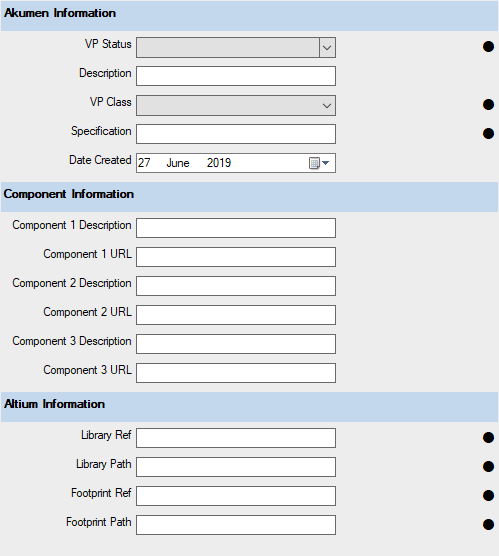 Akumen Information
VP Status
Description
VP Class
Specification
Date Created 27 June 2019
Component Information
Component 1 Description
Component 1 URL
Component 2 Description
Component 2 URL
Component 3 Description
Component 3 URL
Altium Information
Library Ref
Library Path
Footprint Ref
Footprint Path